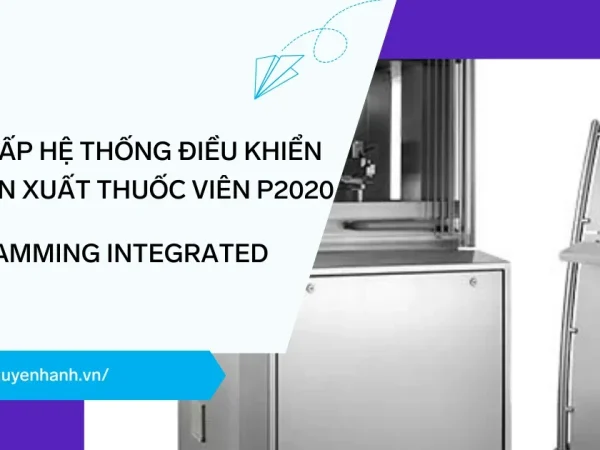 ẤP HỆ THỐNG ĐIỀU KHIỂN
N XUẤT THUỐC VIÊN P2020
AMMING INTEGRATED
uyenhanh.vn/